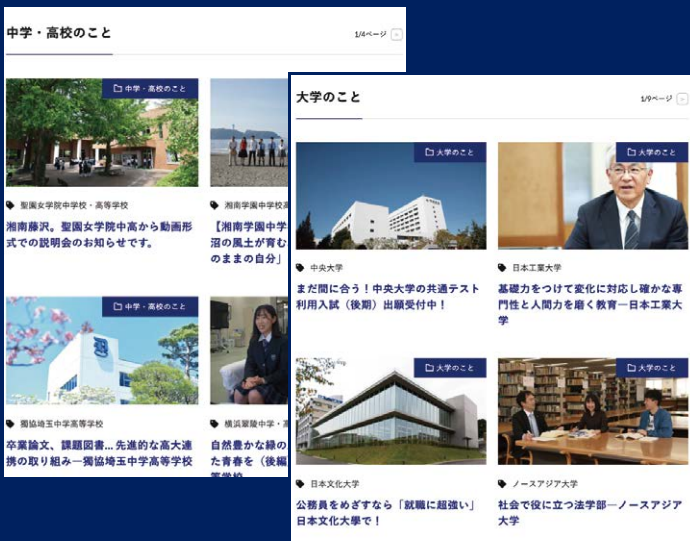 中学・高校のこと
1/4ページ
中学・高校のこと
聖園女学院中学校・高等学校
湘南藤沢。聖園女学院中高から動画形
式での説明会のお知らせです。
湘南学園中学校高
【湘南学園中学
沼の風土が育む
のままの自分」
中学・高校のこと
獨協埼玉中学高等学校
卒業論文、課題図書... 先進的な高大連
携の取り組み―獨協埼玉中学高等学校
横浜翠陵中学・高
自然豊かな緑の
た青春を（後編
等学校
大学のこと
1/9ページ
大学のこと
中央大学
まだ間に合う！中央大学の共通テスト
利用入試（後期）出願受付中！
大学のこと
日本工業大学
基礎力をつけて変化に対応し確かな専
門性と人間力を磨く教育―日本工業大
学
大学のこと
日本文化大学
公務員をめざすなら「就職に超強い」
日本文化大學で！
大学のこと
ノースアジア大学
社会で役に立つ法学部―ノースアジア
大学